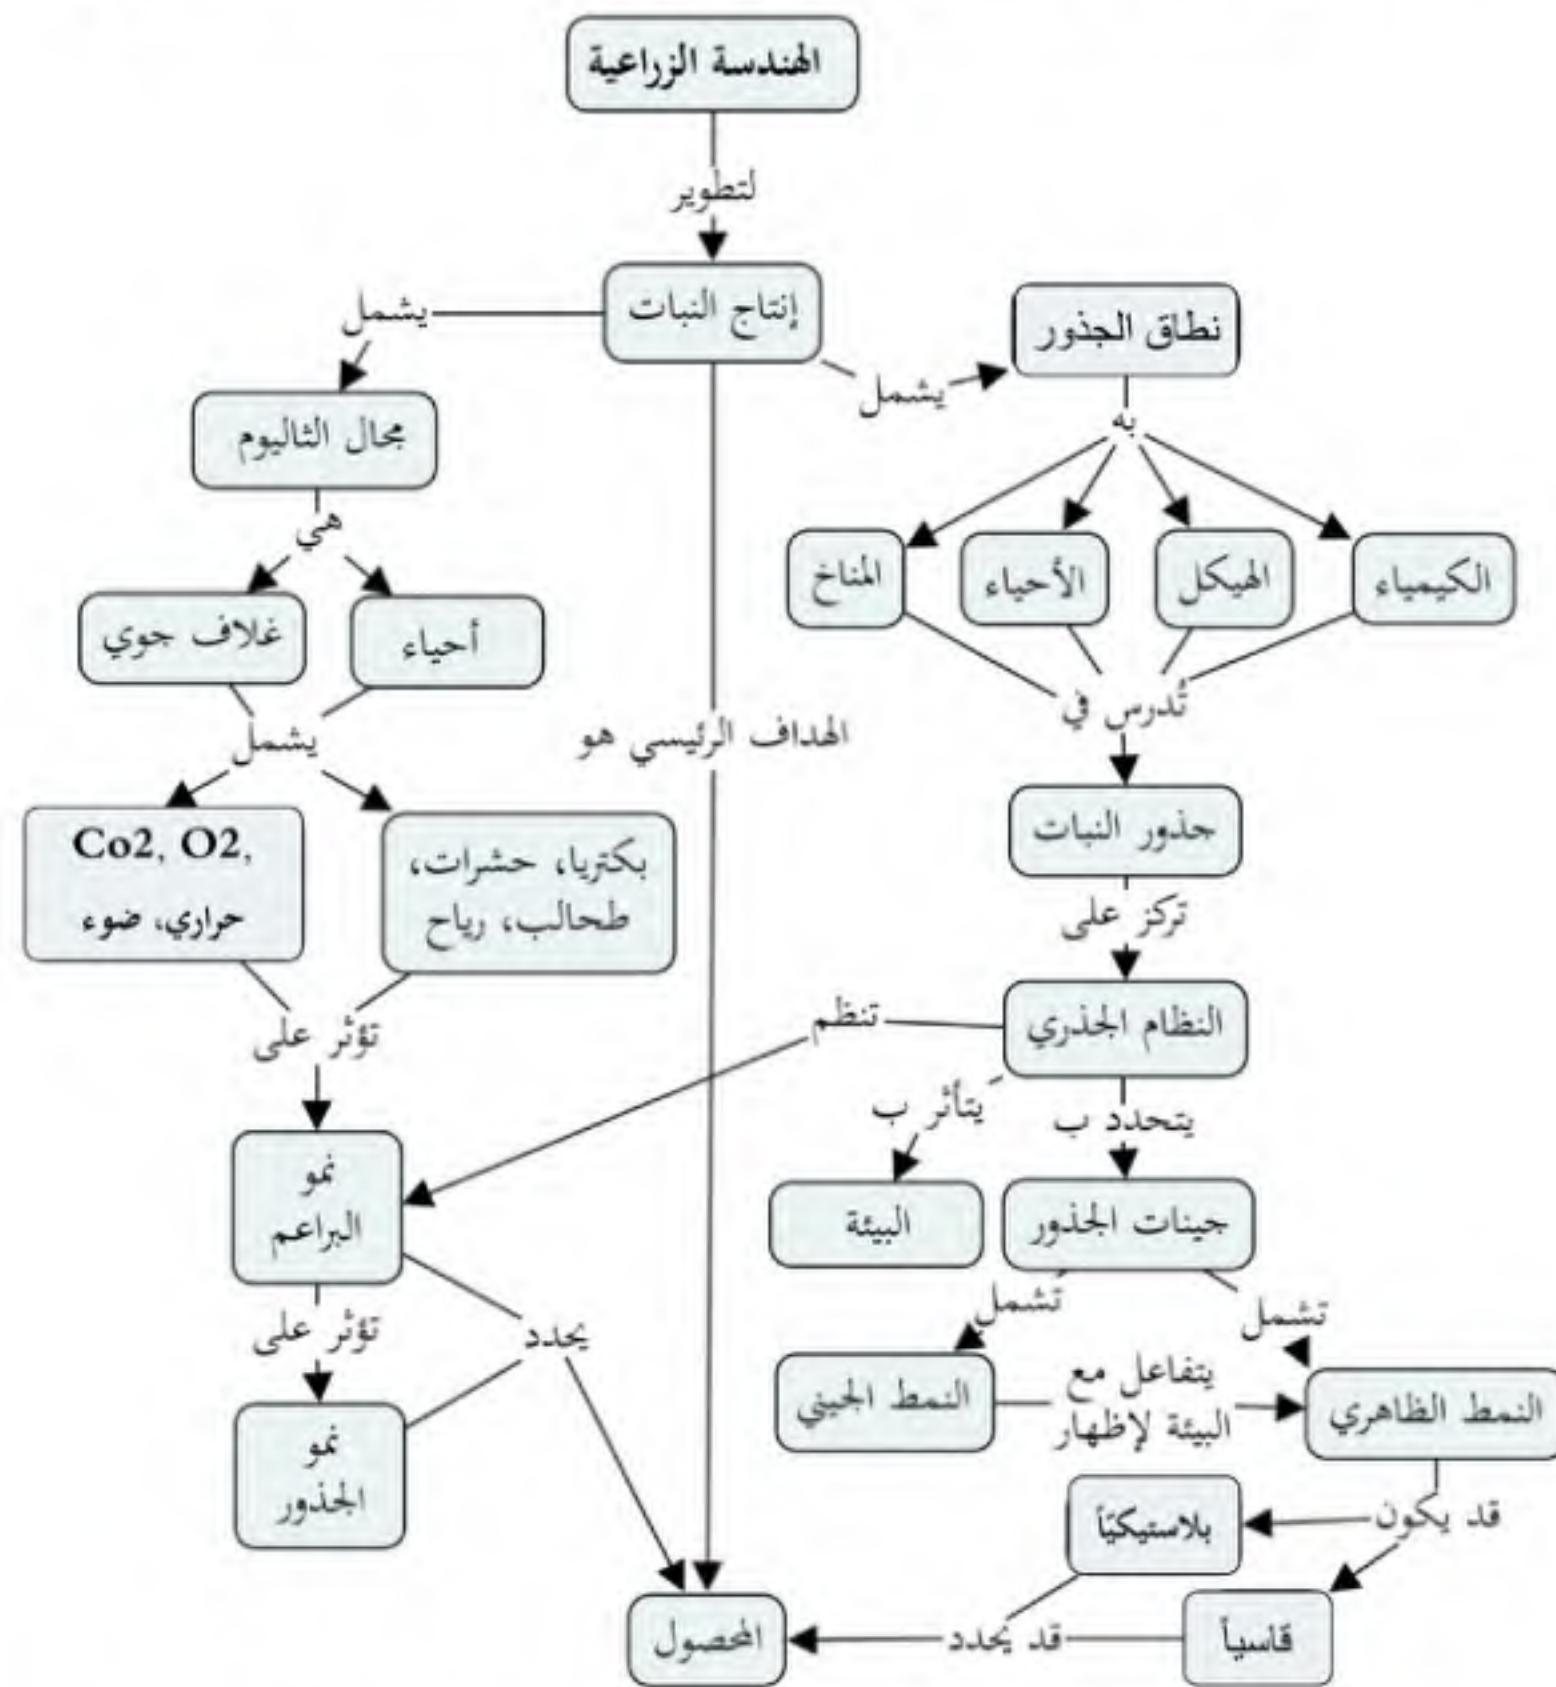 الهندسة الزراعية
لتطوير
إنتاج النبات
يشمل
يشمل
نطاق الجذور
مجال الثاليوم
به
هي
المناخ
الأحياء
الهيكل
الكيمياء
غلاف جوي
أحياء
تُدرس في
يشمل
الهداف الرئيسي هو
جذور النبات
Co2, O2,
حراري، ضوء
بكتريا، حشرات،
طحالب، رياح
تركز على
تؤثر على
تنظم
النظام الجذري
يتأثر ب
يتحدد ب
نمو
البراعم
البيئة
جينات الجذور
تؤثر على
يحدد
تشمل
تشمل
النمط الجيني
يتفاعل مع
البيئة لإظهار
النمط الظاهري
نمو
الجذور
قد يكون
بلاستيكيّاً
قاسياً
قد يحدد
المحصول